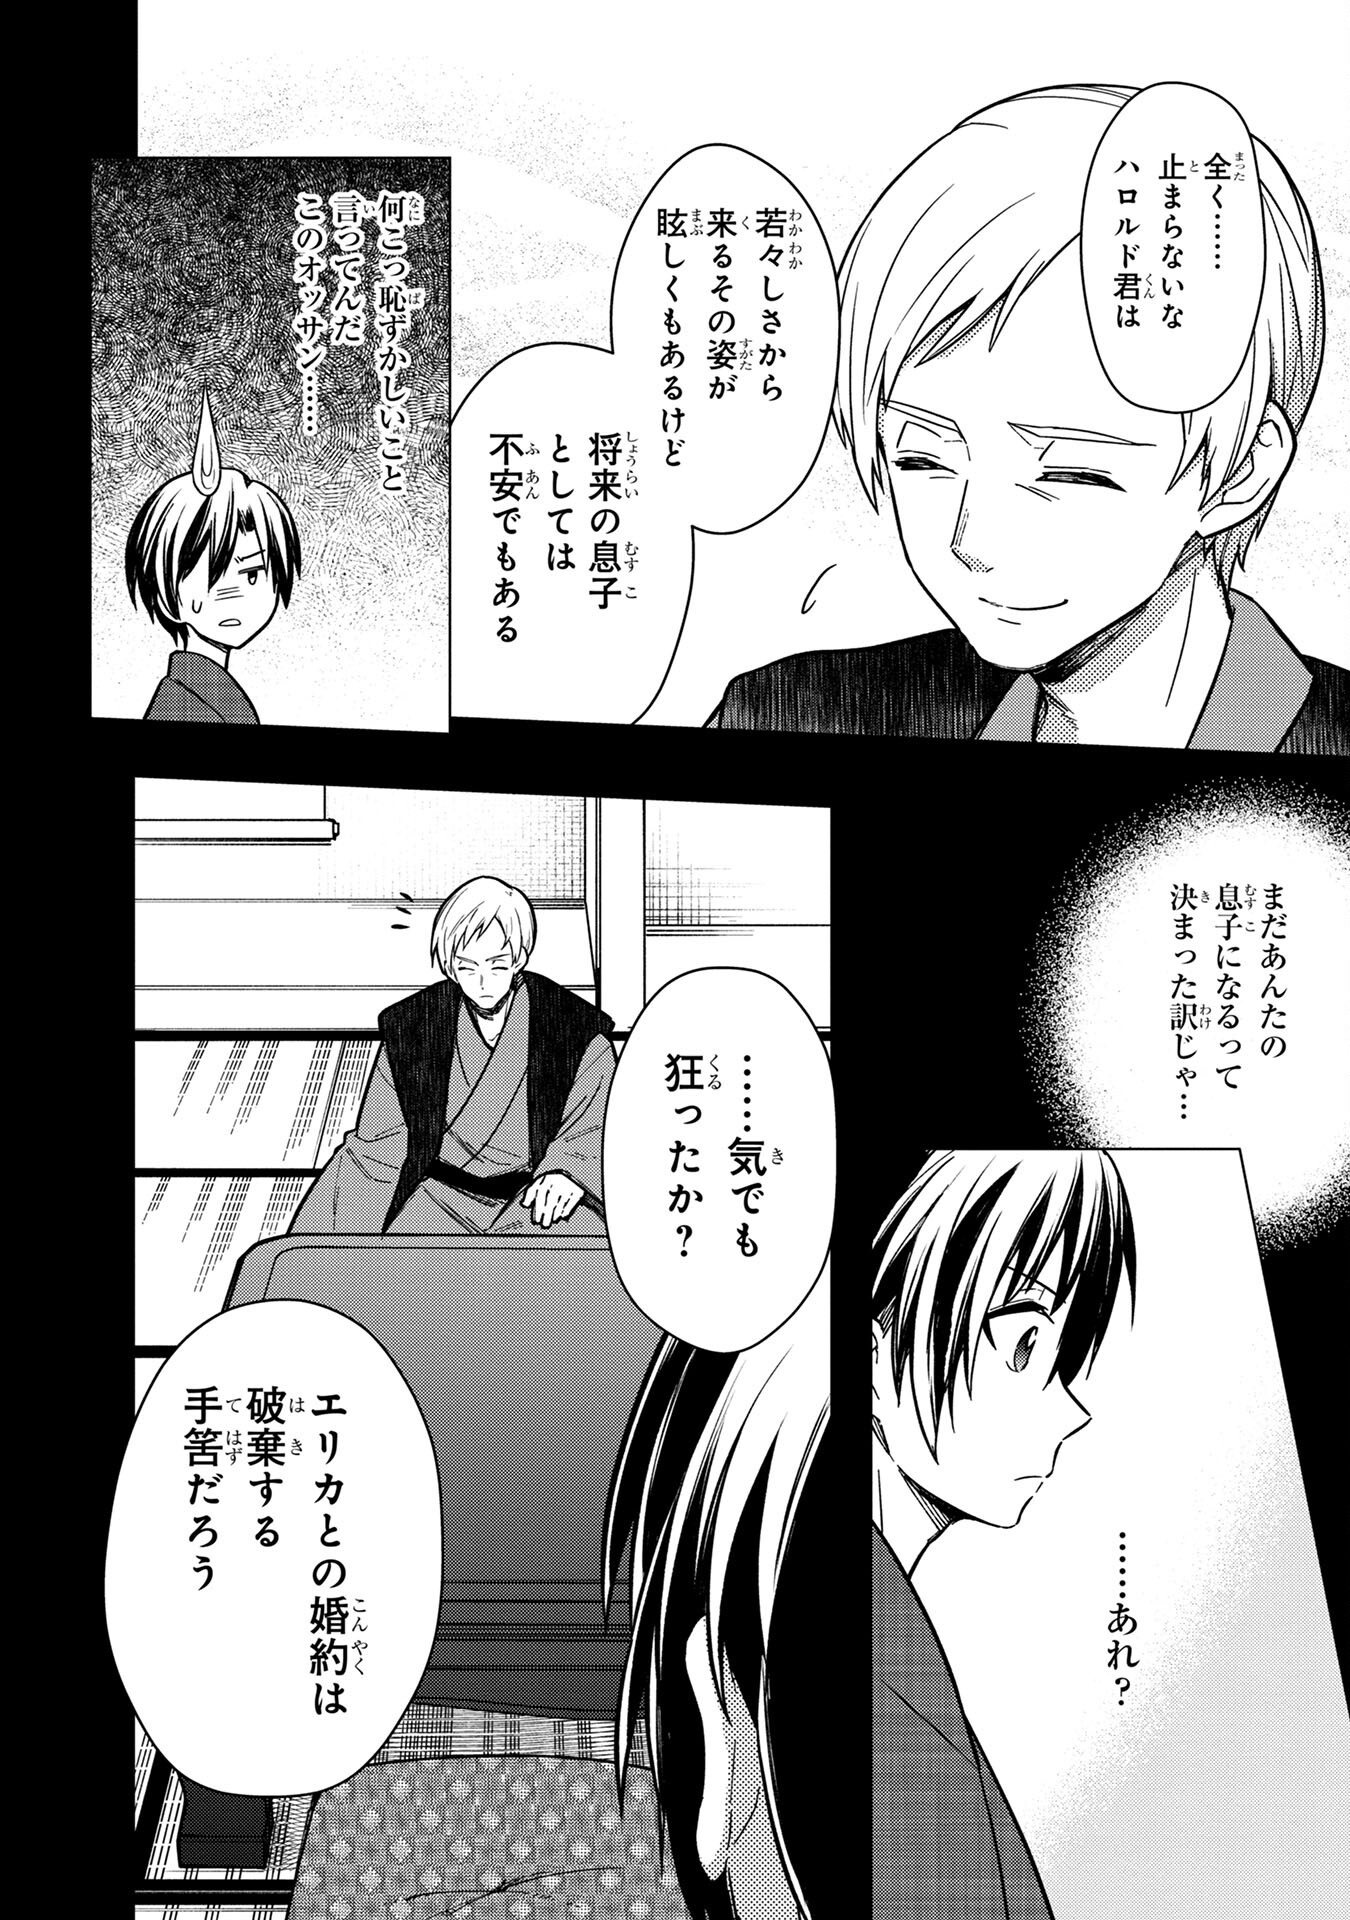 全く……
止まらないな
ハロルド君は
若々しさから
来るその姿が
眩しくもあるけど
将来の息子
としては
不安でもある
何こっ恥ずかしいこと
言ってんだ
このオッサン……
まだあんたの
息子になるって
決まった訳じゃ…
……あれ?
……気でも
狂ったか?
エリカとの婚約は
破棄する
手筈だろう